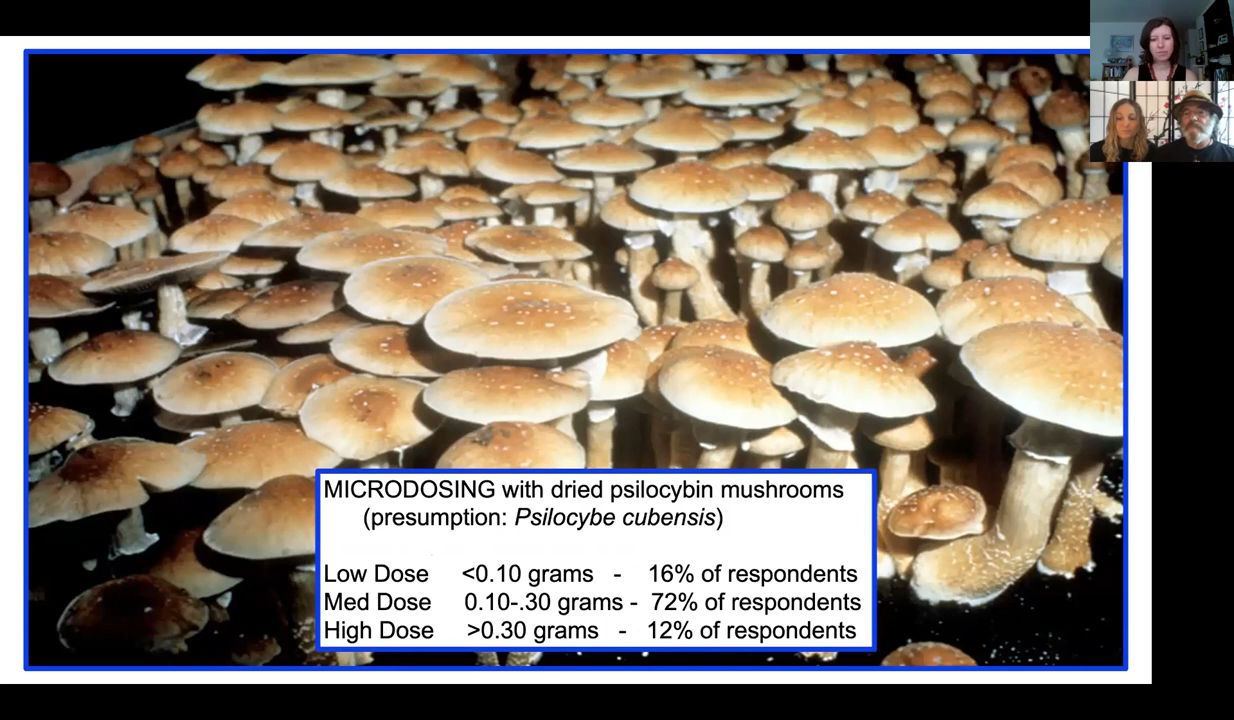 MICRODOSING with dried psilocybin mushrooms
(presumption: Psilocybe cubensis)
Low Dose <0.10 grams - 16% of respondents
Med Dose 0.10-.30 grams - 72% of respondents
High Dose >0.30 grams - 12% of respondents